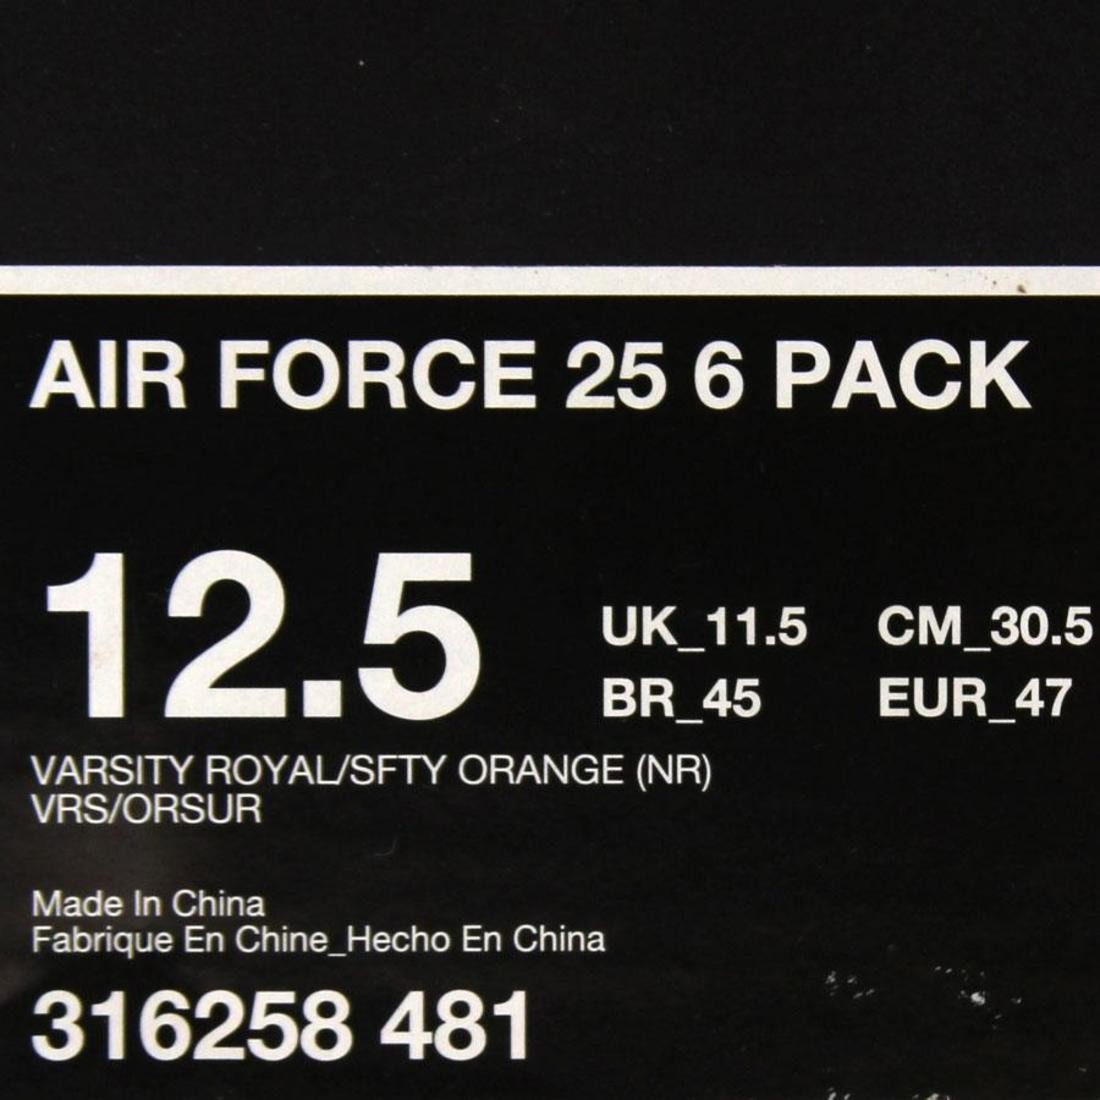 AIR FORCE 25 6 PACK
12.5
UK_11.5 CM_30.5
BR_45 EUR_47
VARSITY ROYAL/SFTY ORANGE (NR)
VRS/ORSUR
Made In China
Fabrique En Chine_Hecho En China
316258 481